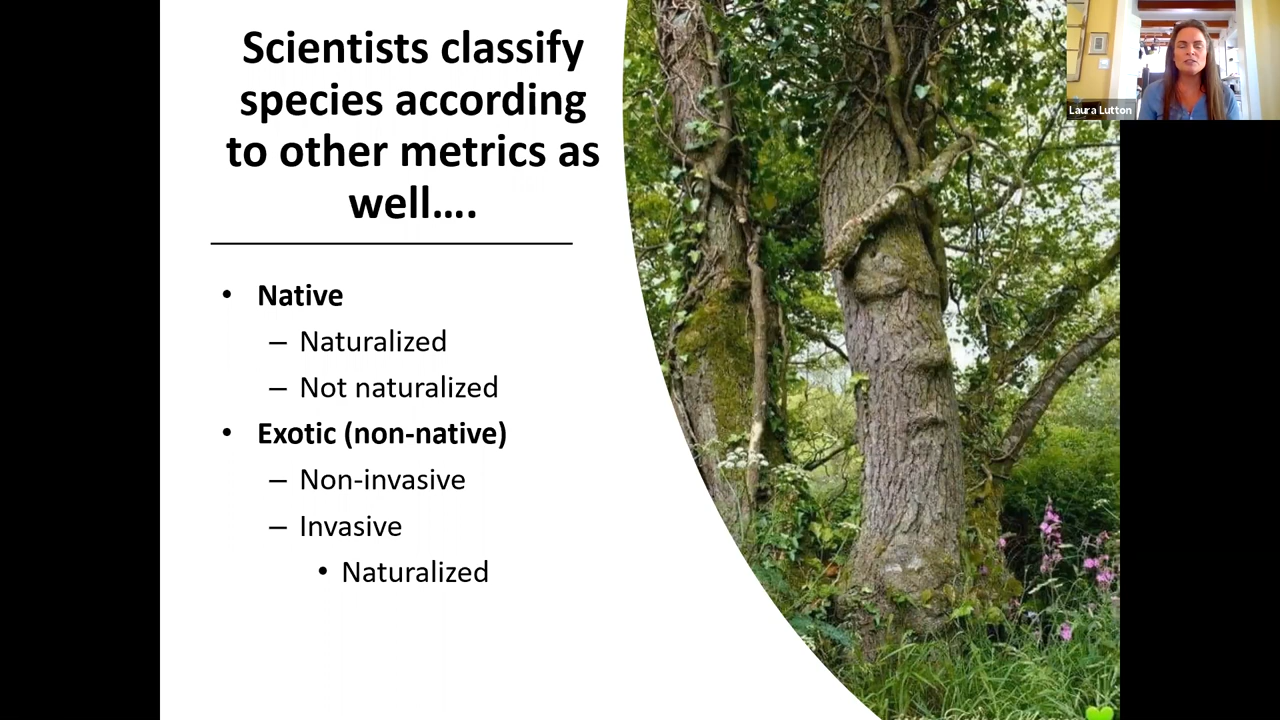 Scientists classify
species according
to other metrics as
well….
• Native
– Naturalized
– Not naturalized
• Exotic (non-native)
– Non-invasive
– Invasive
• Naturalized
Laura Lutton